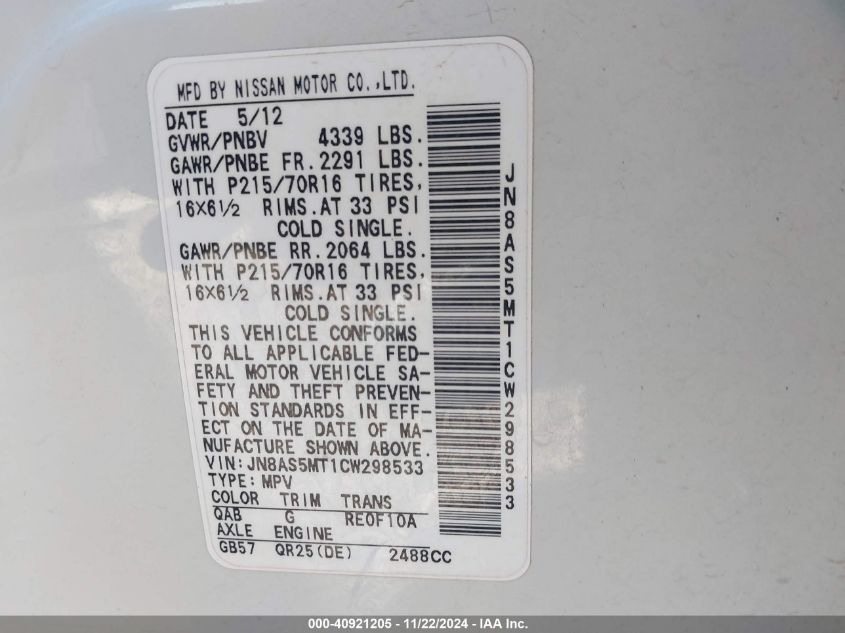 MFD BY NISSAN MOTOR CO.,LTD.
DATE 5/12
GVWR/PNBV 4339 LBS.
GAWR/PNBE FR.2291 LBS.
WITH P215/70R16 TIRES,
16X6½ RIMS.AT 33 PSI
COLD SINGLE.
GAWR/PNBE RR.2064 LBS.
WITH P215/70R16 TIRES,
16X6½ RIMS.AT 33 PSI
COLD SINGLE.
THIS VEHICLE CONFORMS
TO ALL APPLICABLE FED-
ERAL MOTOR VEHICLE SA-
FETY AND THEFT PREVEN-
TION STANDARDS IN EFF-
ECT ON THE DATE OF MA-
NUFACTURE SHOWN ABOVE.
VIN:JN8AS5MT1CW298533
TYPE:MPV
COLOR TRIM TRANS
QAB G RE0F10A
AXLE ENGINE
GB57 QR25(DE) 2488CC
JN8AS5MT1CW298533
000-40921205 - 11/22/2024 - IAA Inc.